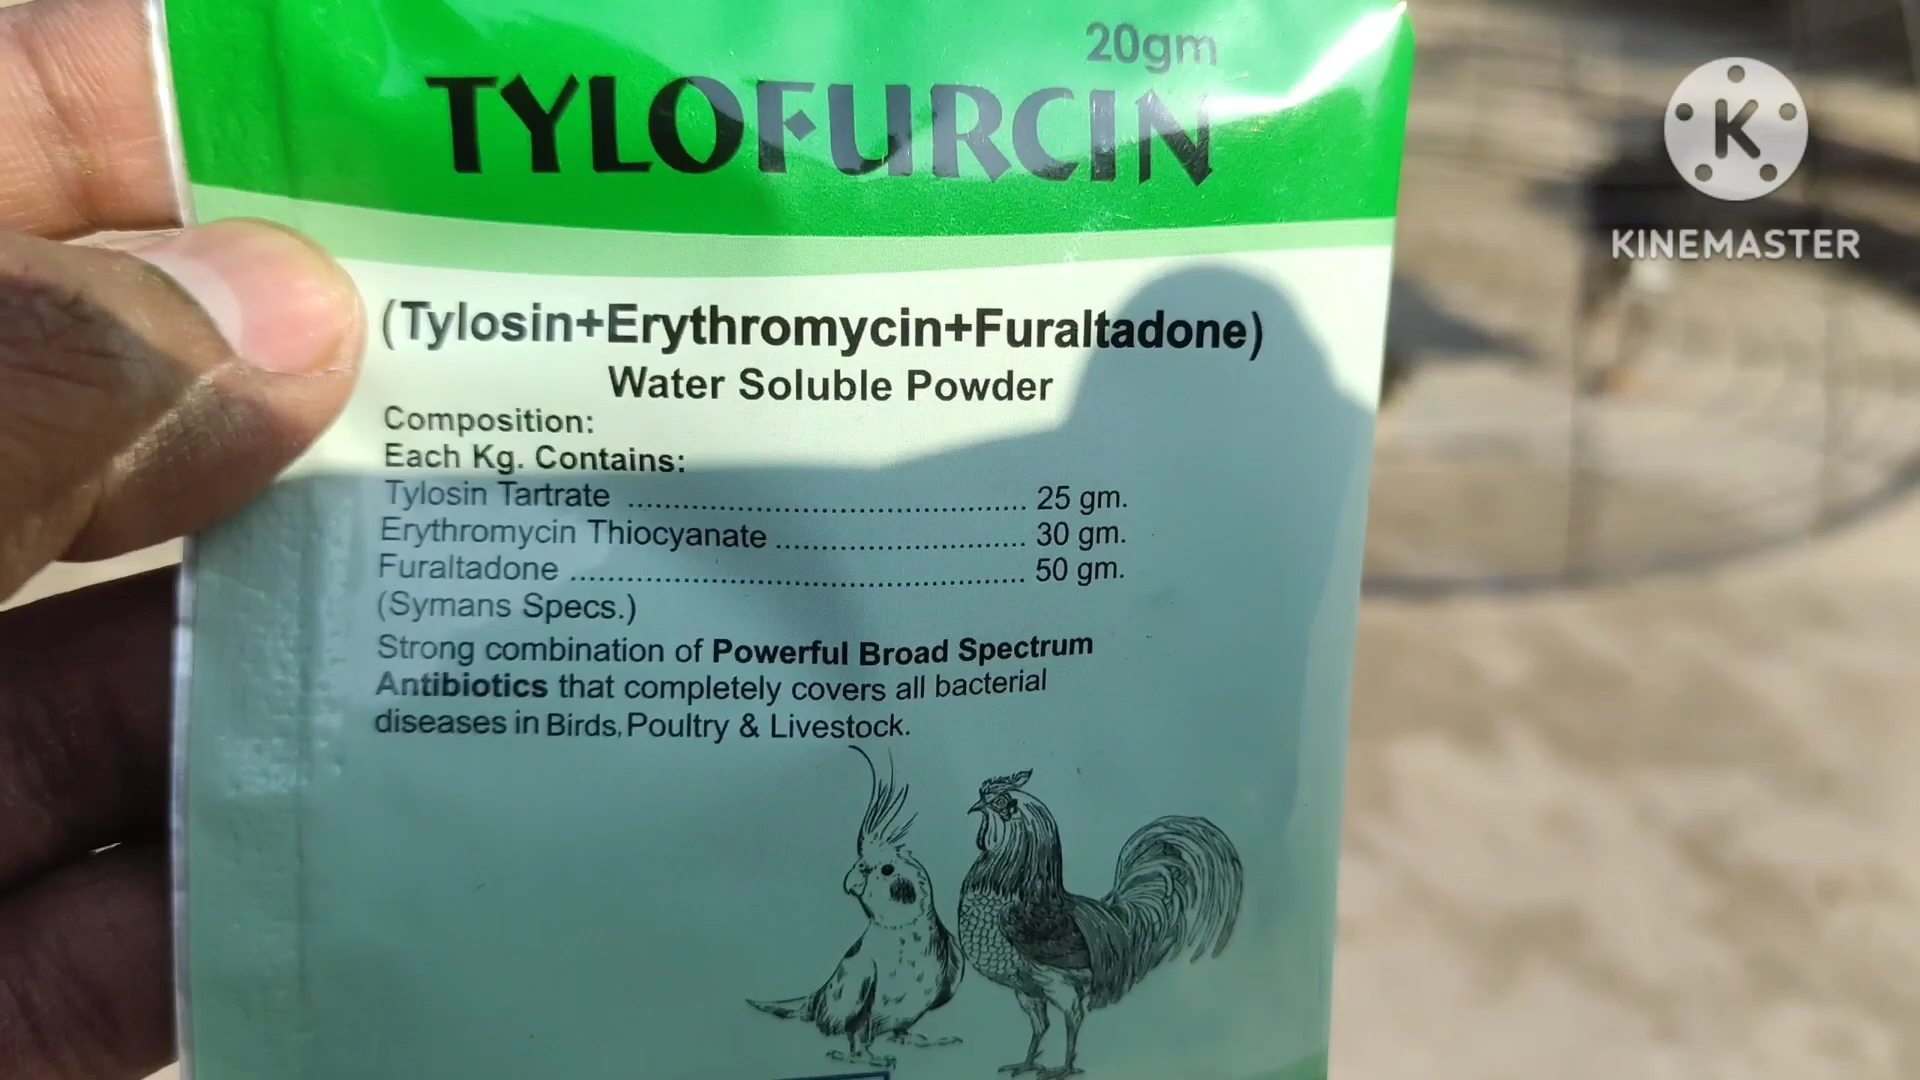 20gm
TYLOFURCIN
K
KINEMASTER
(Tylosin+Erythromycin+Furaltadone)
Water Soluble Powder
Composition:
Each Kg. Contains:
Tylosin Tartrate ........................................ 25 gm.
Erythromycin Thiocyanate ......................... 30 gm.
Furaltadone .............................................. 50 gm.
(Symans Specs.)
Strong combination of Powerful Broad Spectrum
Antibiotics that completely covers all bacterial
diseases in Birds, Poultry & Livestock.